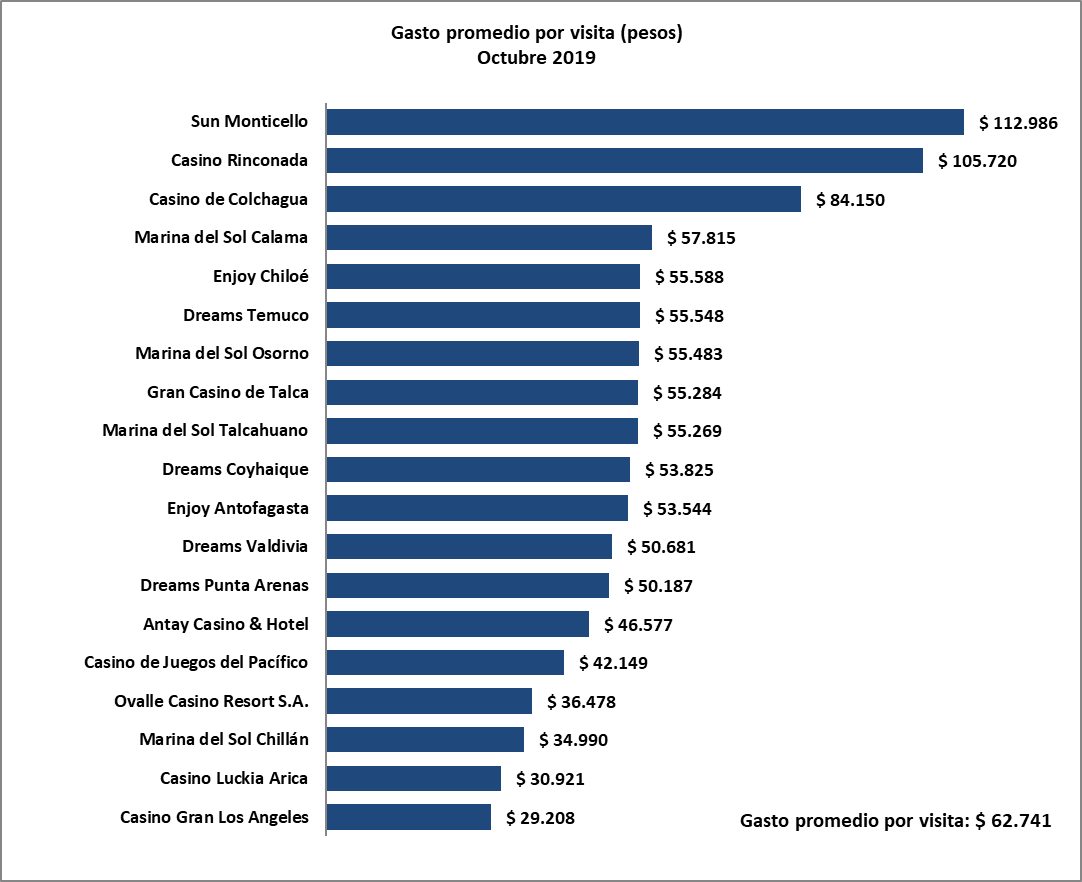 Gasto promedio por visita (pesos)
Octubre 2019
Sun Monticello $ 112.986
Casino Rinconada $ 105.720
Casino de Colchagua $ 84.150
Marina del Sol Calama $ 57.815
Enjoy Chiloé $ 55.588
Dreams Temuco $ 55.548
Marina del Sol Osorno $ 55.483
Gran Casino de Talca $ 55.284
Marina del Sol Talcahuano $ 55.269
Dreams Coyhaique $ 53.825
Enjoy Antofagasta $ 53.544
Dreams Valdivia $ 50.681
Dreams Punta Arenas $ 50.187
Antay Casino & Hotel $ 46.577
Casino de Juegos del Pacífico $ 42.149
Ovalle Casino Resort S.A. $ 36.478
Marina del Sol Chillán $ 34.990
Casino Luckia Arica $ 30.921
Casino Gran Los Angeles $ 29.208
Gasto promedio por visita: $ 62.741